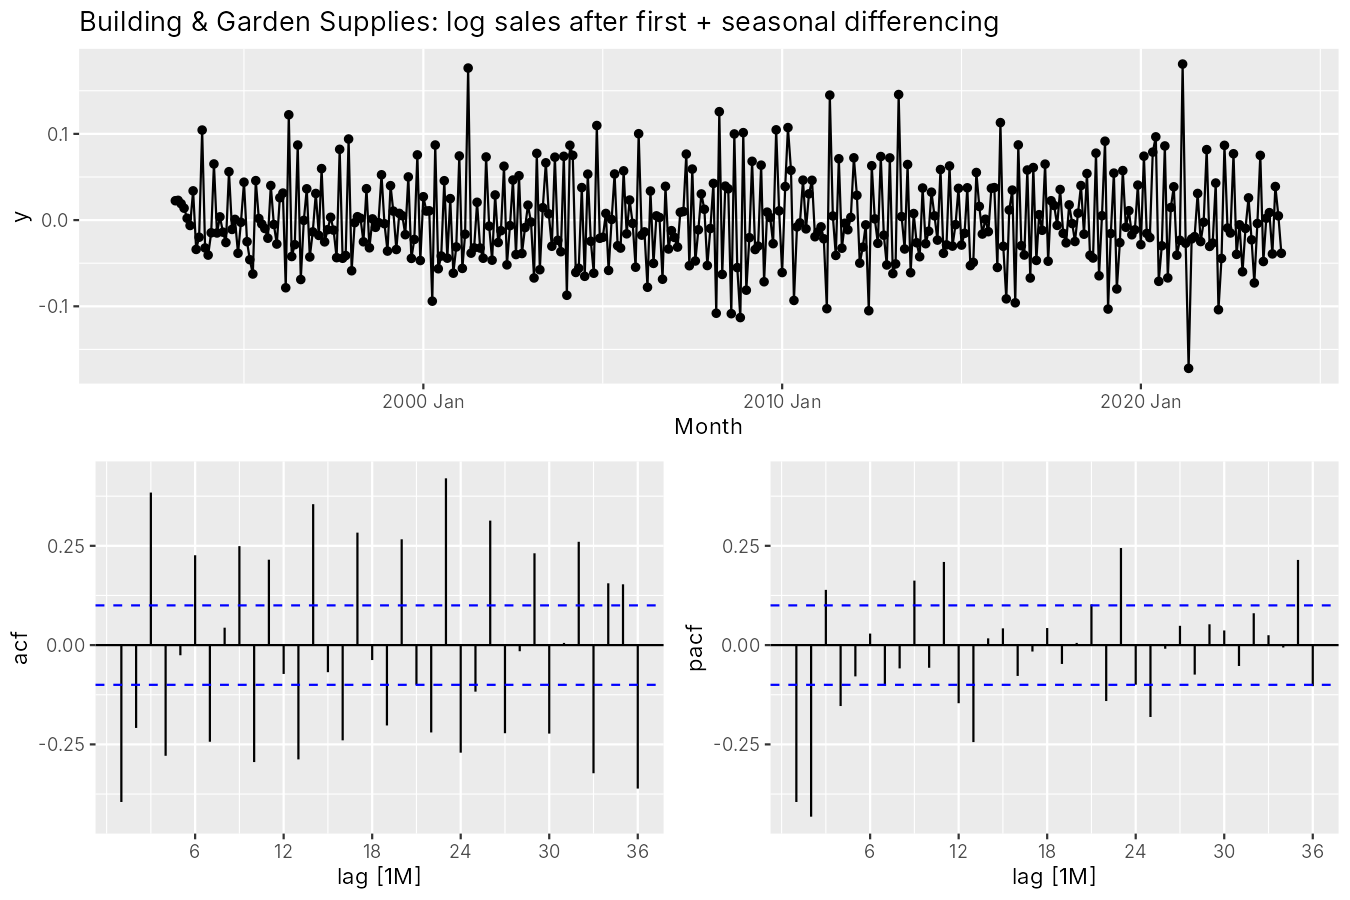 Building & Garden Supplies: log sales after first + seasonal differencing
y
0.1
0.0
-0.1
2000 Jan
2010 Jan
2020 Jan
Month
acf
0.25
0.00
-0.25
6
12
18
24
30
36
lag [1M]
pacf
0.25
0.00
-0.25
6
12
18
24
30
36
lag [1M]